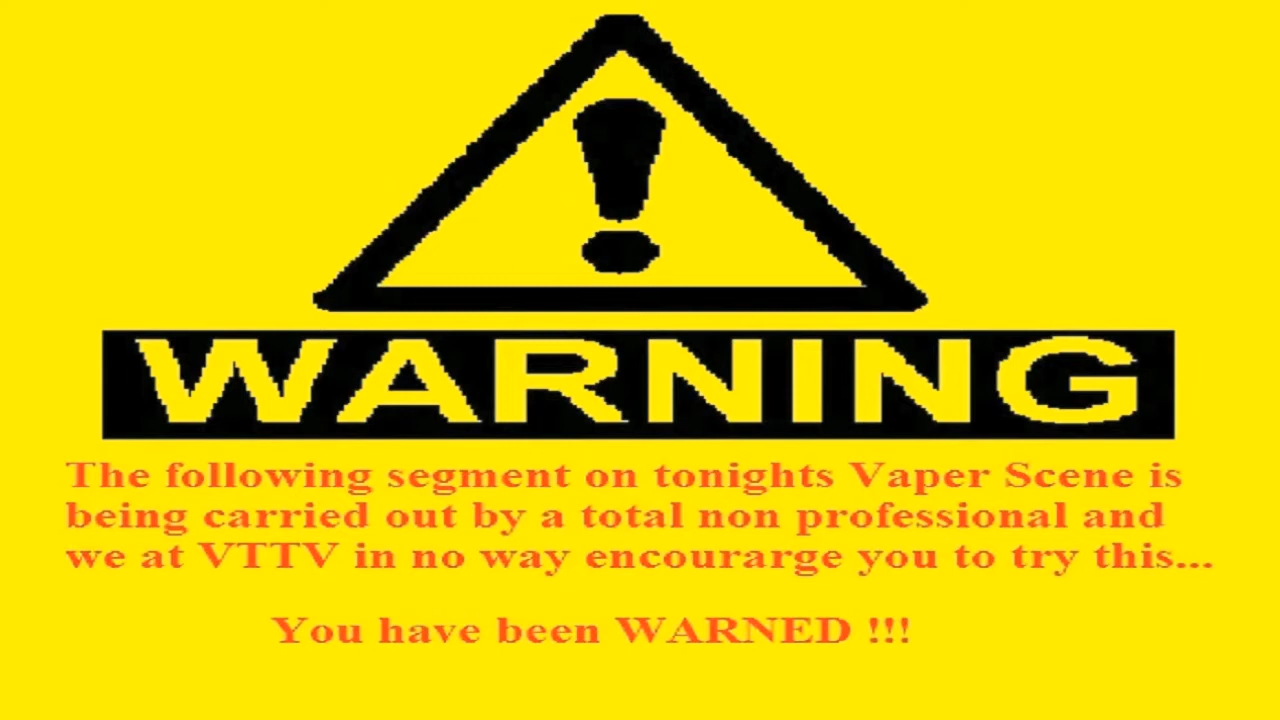 WARNING
The following segment on tonights Vaper Scene is
being carried out by a total non professional and
we at VTTV in no way encourarge you to try this...
You have been WARNED !!!